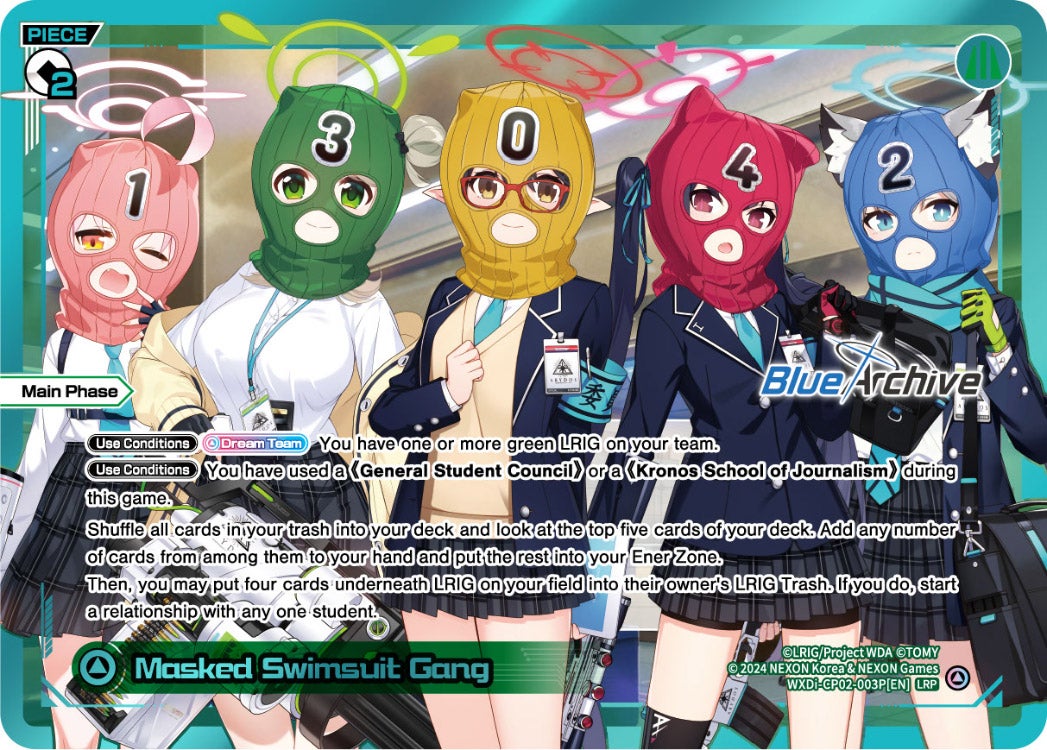 PIECE
2
1
3
0
4
2
ABYDOS
委
Main Phase
Blue Archive
Use Conditions Dream Team You have one or more green LRIG on your team.
Use Conditions You have used a 《General Student Council》 or a 《Kronos School of Journalism》 during
this game.
Shuffle all cards in your trash into your deck and look at the top five cards of your deck. Add any number
of cards from among them to your hand and put the rest into your Ener Zone.
Then, you may put four cards underneath LRIG on your field into their owner's LRIG Trash. If you do, start
a relationship with any one student.
Masked Swimsuit Gang
©LRIG/Project WDA ©TOMY
© 2024 NEXON Korea & NEXON Games
WXDi-CP02-003P[EN] LRP